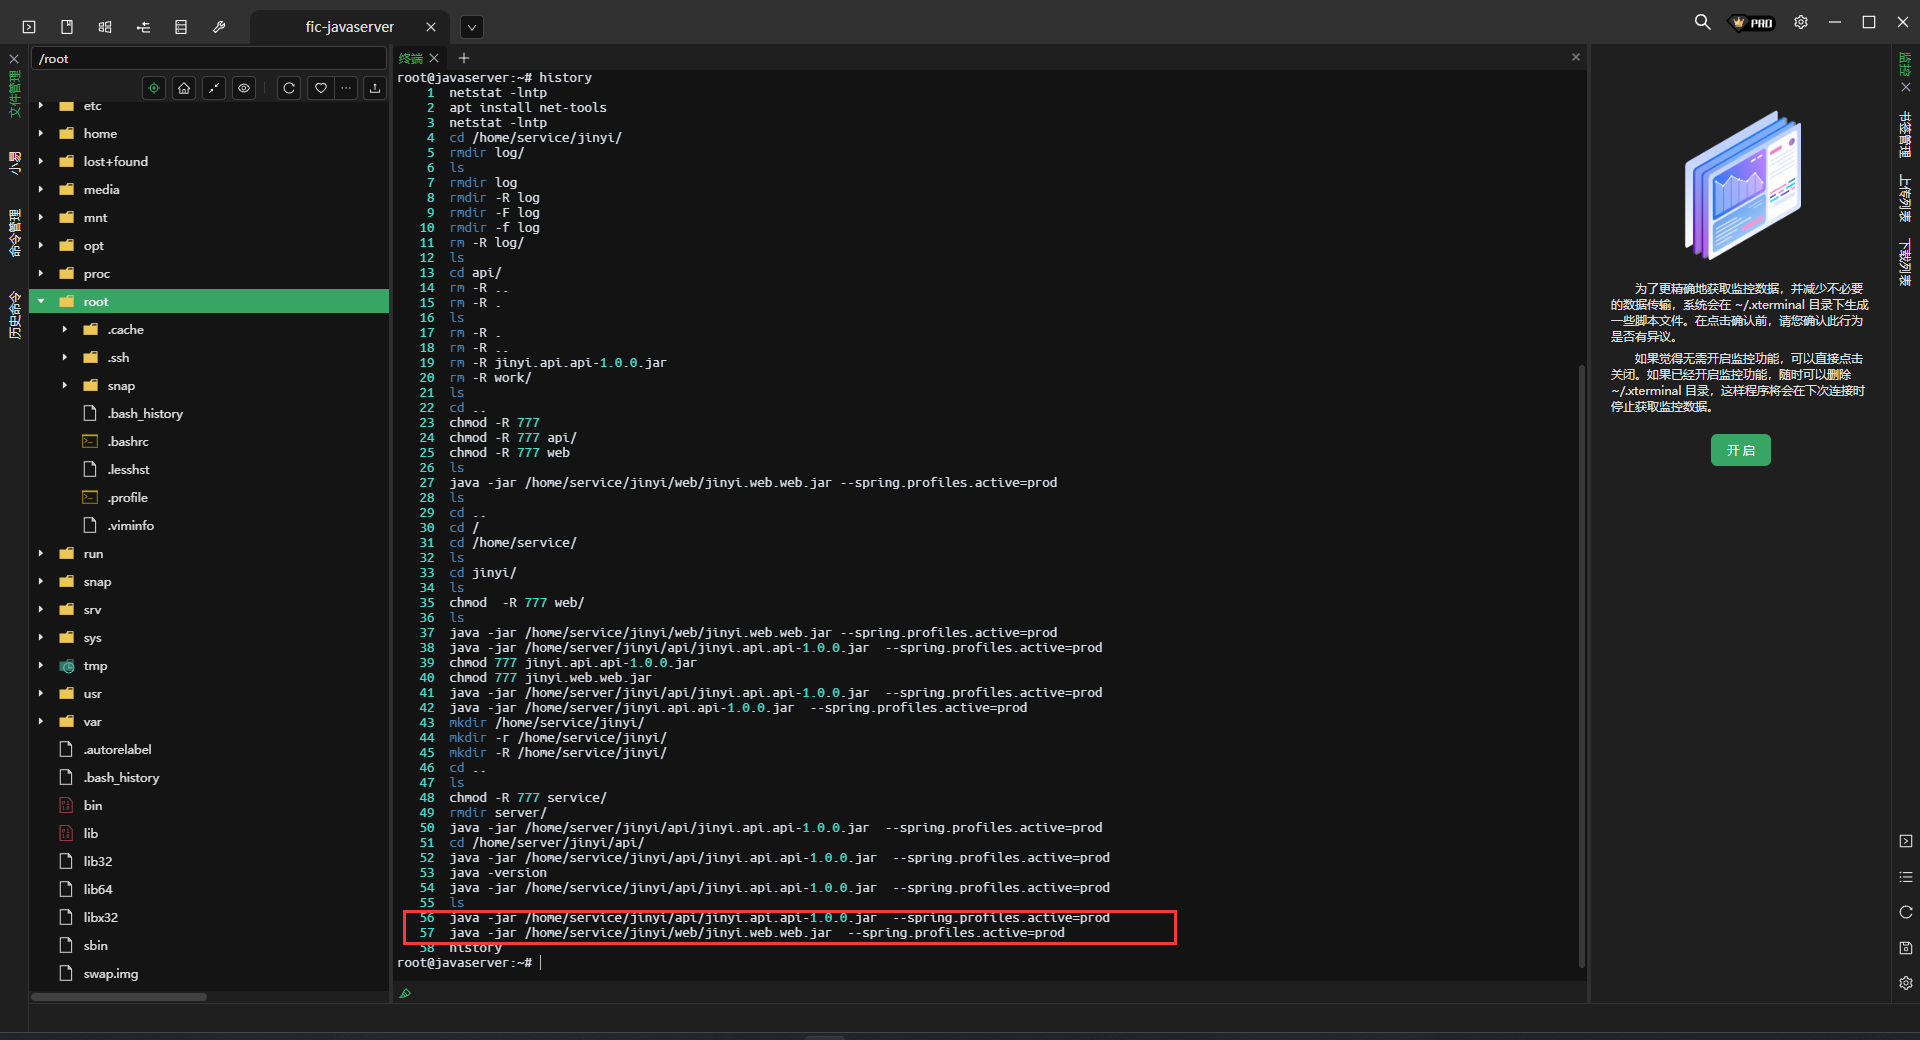 fic-javaserver
PRO
/root
终端
文件管理
小易
命令管理
历史命令
etc
home
lost+found
media
mnt
opt
proc
root
.cache
.ssh
snap
.bash_history
.bashrc
.lesshst
.profile
.viminfo
run
snap
srv
sys
tmp
usr
var
.autorelabel
.bash_history
bin
lib
lib32
lib64
libx32
sbin
swap.img
root@javaserver:~# history
1 netstat -lntp
2 apt install net-tools
3 netstat -lntp
4 cd /home/service/jinyi/
5 rmdir log/
6 ls
7 rmdir log
8 rmdir -R log
9 rmdir -F log
10 rmdir -f log
11 rm -R log/
12 ls
13 cd api/
14 rm -R ..
15 rm -R .
16 ls
17 rm -R .
18 rm -R ..
19 rm -R jinyi.api.api-1.0.0.jar
20 rm -R work/
21 ls
22 cd ..
23 chmod -R 777
24 chmod -R 777 api/
25 chmod -R 777 web
26 ls
27 java -jar /home/service/jinyi/web/jinyi.web.web.jar --spring.profiles.active=prod
28 ls
29 cd ..
30 cd /
31 cd /home/service/
32 ls
33 cd jinyi/
34 ls
35 chmod  -R 777 web/
36 ls
37 java -jar /home/service/jinyi/web/jinyi.web.web.jar --spring.profiles.active=prod
38 java -jar /home/server/jinyi/api/jinyi.api.api-1.0.0.jar  --spring.profiles.active=prod
39 chmod 777 jinyi.api.api-1.0.0.jar
40 chmod 777 jinyi.web.web.jar
41 java -jar /home/server/jinyi/api/jinyi.api.api-1.0.0.jar  --spring.profiles.active=prod
42 java -jar /home/server/jinyi.api.api-1.0.0.jar  --spring.profiles.active=prod
43 mkdir /home/service/jinyi/
44 mkdir -r /home/service/jinyi/
45 mkdir -R /home/service/jinyi/
46 cd ..
47 ls
48 chmod -R 777 service/
49 rmdir server/
50 java -jar /home/server/jinyi/api/jinyi.api.api-1.0.0.jar  --spring.profiles.active=prod
51 cd /home/server/jinyi/api/
52 java -jar /home/service/jinyi/api/jinyi.api.api-1.0.0.jar  --spring.profiles.active=prod
53 java -version
54 java -jar /home/service/jinyi/api/jinyi.api.api-1.0.0.jar  --spring.profiles.active=prod
55 ls
56 java -jar /home/service/jinyi/api/jinyi.api.api-1.0.0.jar  --spring.profiles.active=prod
57 java -jar /home/service/jinyi/web/jinyi.web.web.jar  --spring.profiles.active=prod
58 history
root@javaserver:~#
为了更精确地获取监控数据，并减少不必要
的数据传输，系统会在 ~/.xterminal 目录下生成
一些脚本文件。在点击确认前，请您确认此行为
是否有异议。
如果觉得无需开启监控功能，可以直接点击
关闭。如果已经开启监控功能，随时可以删除
~/.xterminal 目录，这样程序将会在下次连接时
停止获取监控数据。
开 启
监控
书签管理
上传列表
下载列表